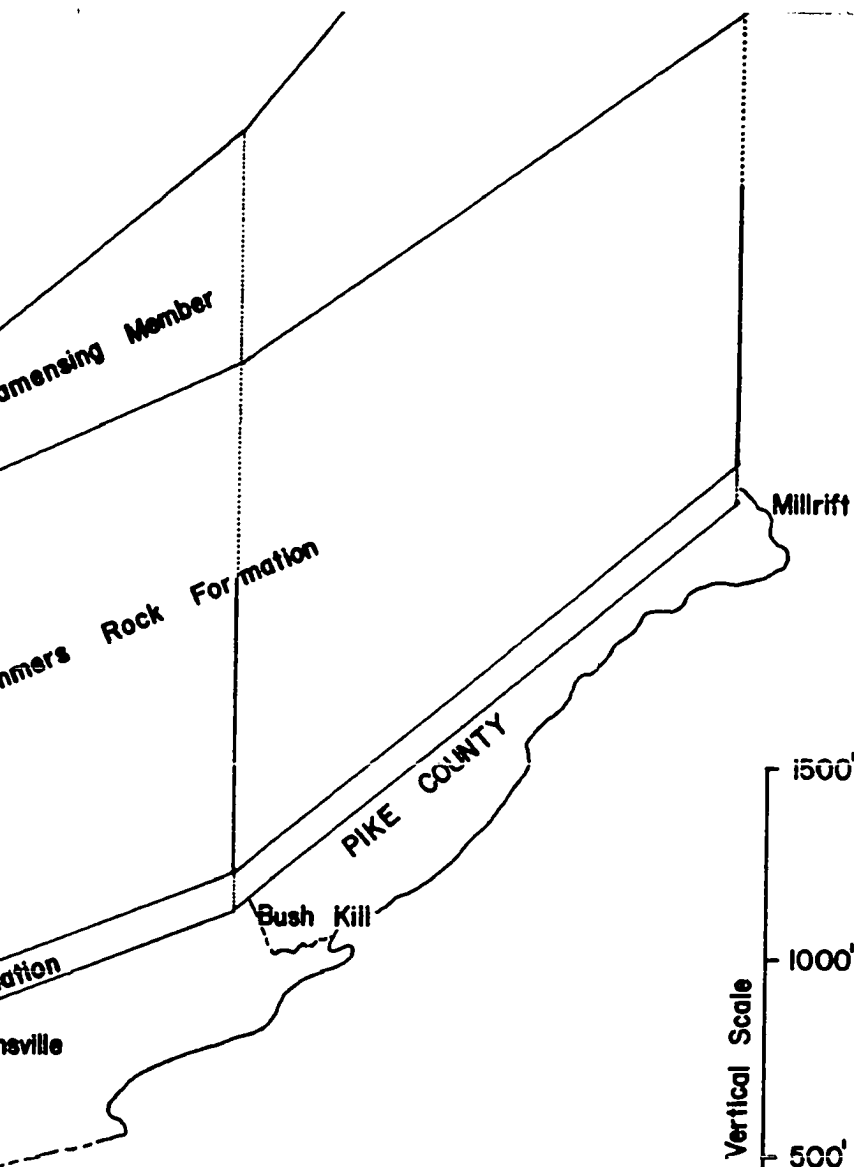 amensing Member
mmers Rock Formation
Millrift
PIKE COUNTY
Bush Kill
ation
nsville
1500'
1000'
500'
Vertical Scale